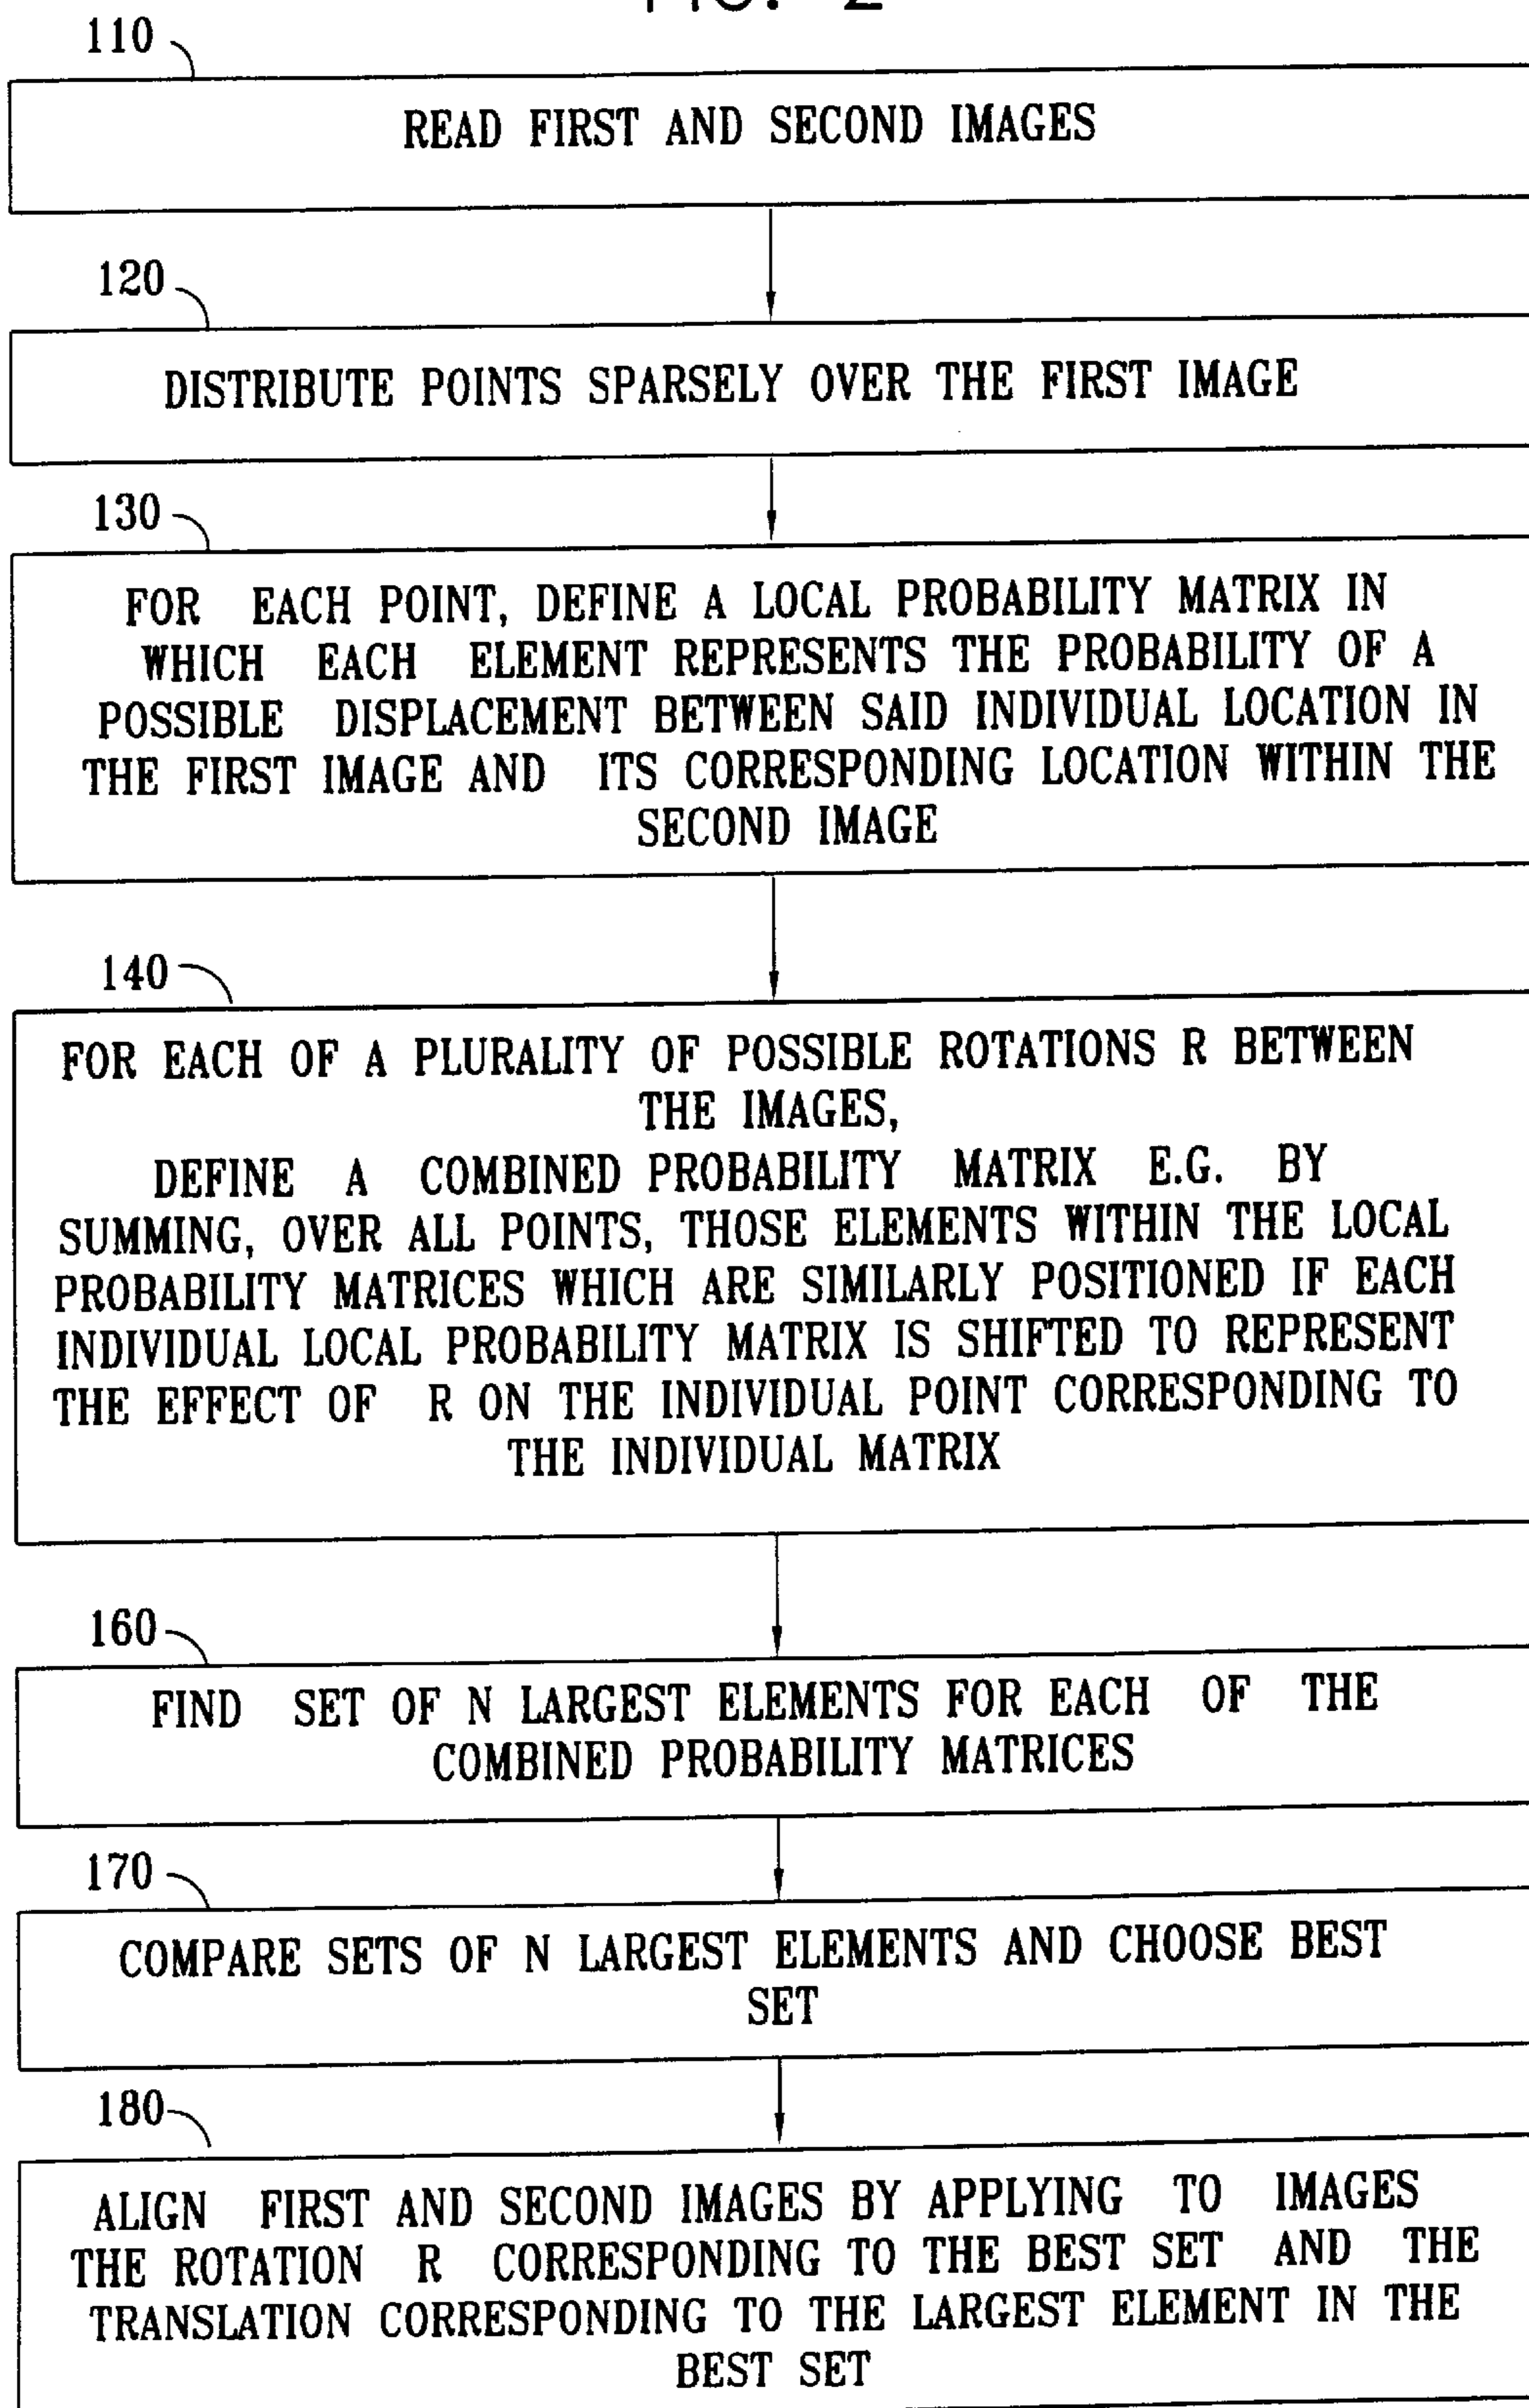 FIG. 2
110
READ FIRST AND SECOND IMAGES
120
DISTRIBUTE POINTS SPARSELY OVER THE FIRST IMAGE
130
FOR EACH POINT, DEFINE A LOCAL PROBABILITY MATRIX IN
WHICH EACH ELEMENT REPRESENTS THE PROBABILITY OF A
POSSIBLE DISPLACEMENT BETWEEN SAID INDIVIDUAL LOCATION IN
THE FIRST IMAGE AND ITS CORRESPONDING LOCATION WITHIN THE
SECOND IMAGE
140
FOR EACH OF A PLURALITY OF POSSIBLE ROTATIONS R BETWEEN
THE IMAGES,
DEFINE A COMBINED PROBABILITY MATRIX E.G. BY
SUMMING, OVER ALL POINTS, THOSE ELEMENTS WITHIN THE LOCAL
PROBABILITY MATRICES WHICH ARE SIMILARLY POSITIONED IF EACH
INDIVIDUAL LOCAL PROBABILITY MATRIX IS SHIFTED TO REPRESENT
THE EFFECT OF R ON THE INDIVIDUAL POINT CORRESPONDING TO
THE INDIVIDUAL MATRIX
160
FIND SET OF N LARGEST ELEMENTS FOR EACH OF THE
COMBINED PROBABILITY MATRICES
170
COMPARE SETS OF N LARGEST ELEMENTS AND CHOOSE BEST
SET
180
ALIGN FIRST AND SECOND IMAGES BY APPLYING TO IMAGES
THE ROTATION R CORRESPONDING TO THE BEST SET AND THE
TRANSLATION CORRESPONDING TO THE LARGEST ELEMENT IN THE
BEST SET